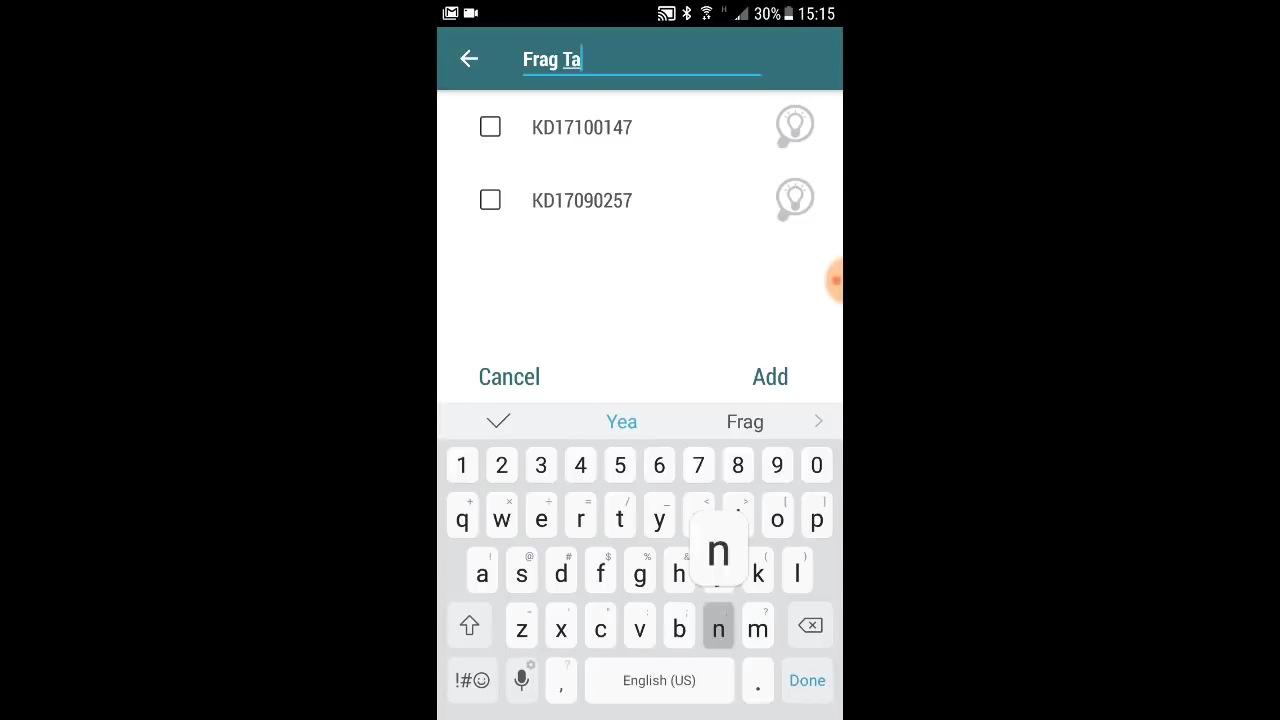 H 30% 15:15
Frag Ta
KD17100147
KD17090257
Cancel Add
Yea Frag
1 2 3 4 5 6 7 8 9 0
+ × ÷ = / _ < > [ ]
q w e r t y o p
! @ # $ % & ( )
n
a s d f g h k l
- ' " : ; ?
z x c v b n m
?
!# , English (US) . Done